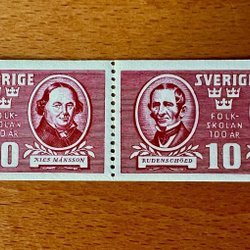 SVERIGE
FOLK-
SKOLAN
100 ÅR
10
NILS MÅNSSON
SVERIGE
FOLK-
SKOLAN
100 ÅR
10
RUDENSCHÖLD